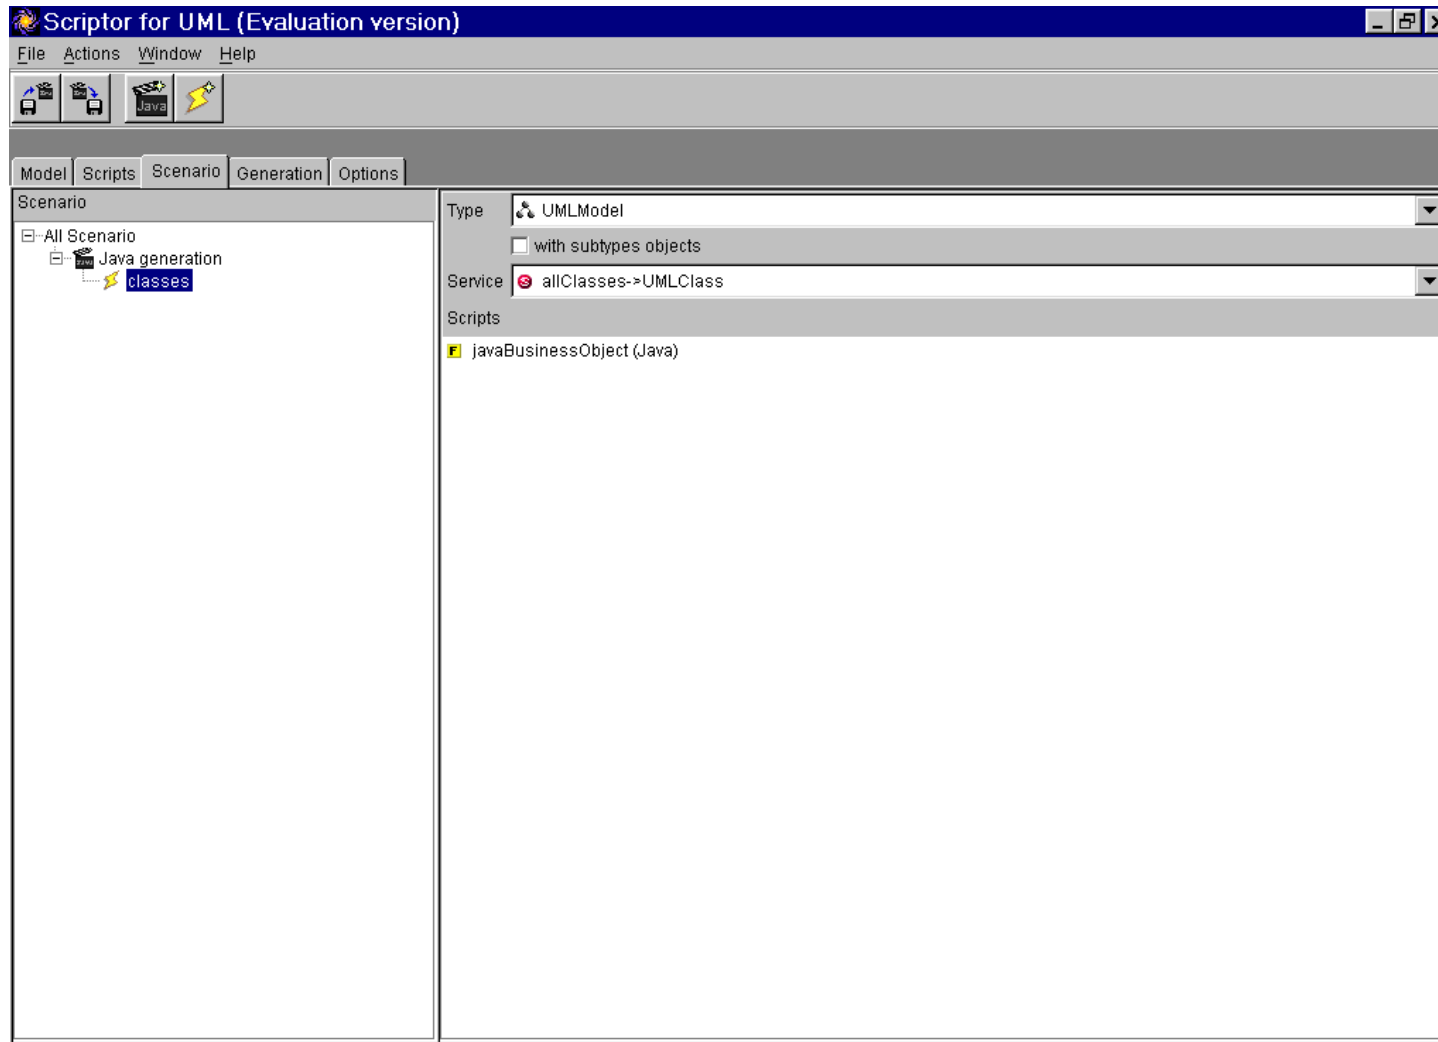 Scriptor for UML (Evaluation version)
File Actions Window Help
Java
Model Scripts Scenario Generation Options
Scenario
Type UMLModel
All Scenario
with subtypes objects
Java generation
classes
Service S allClasses->UMLClass
Scripts
F javaBusinessObject (Java)